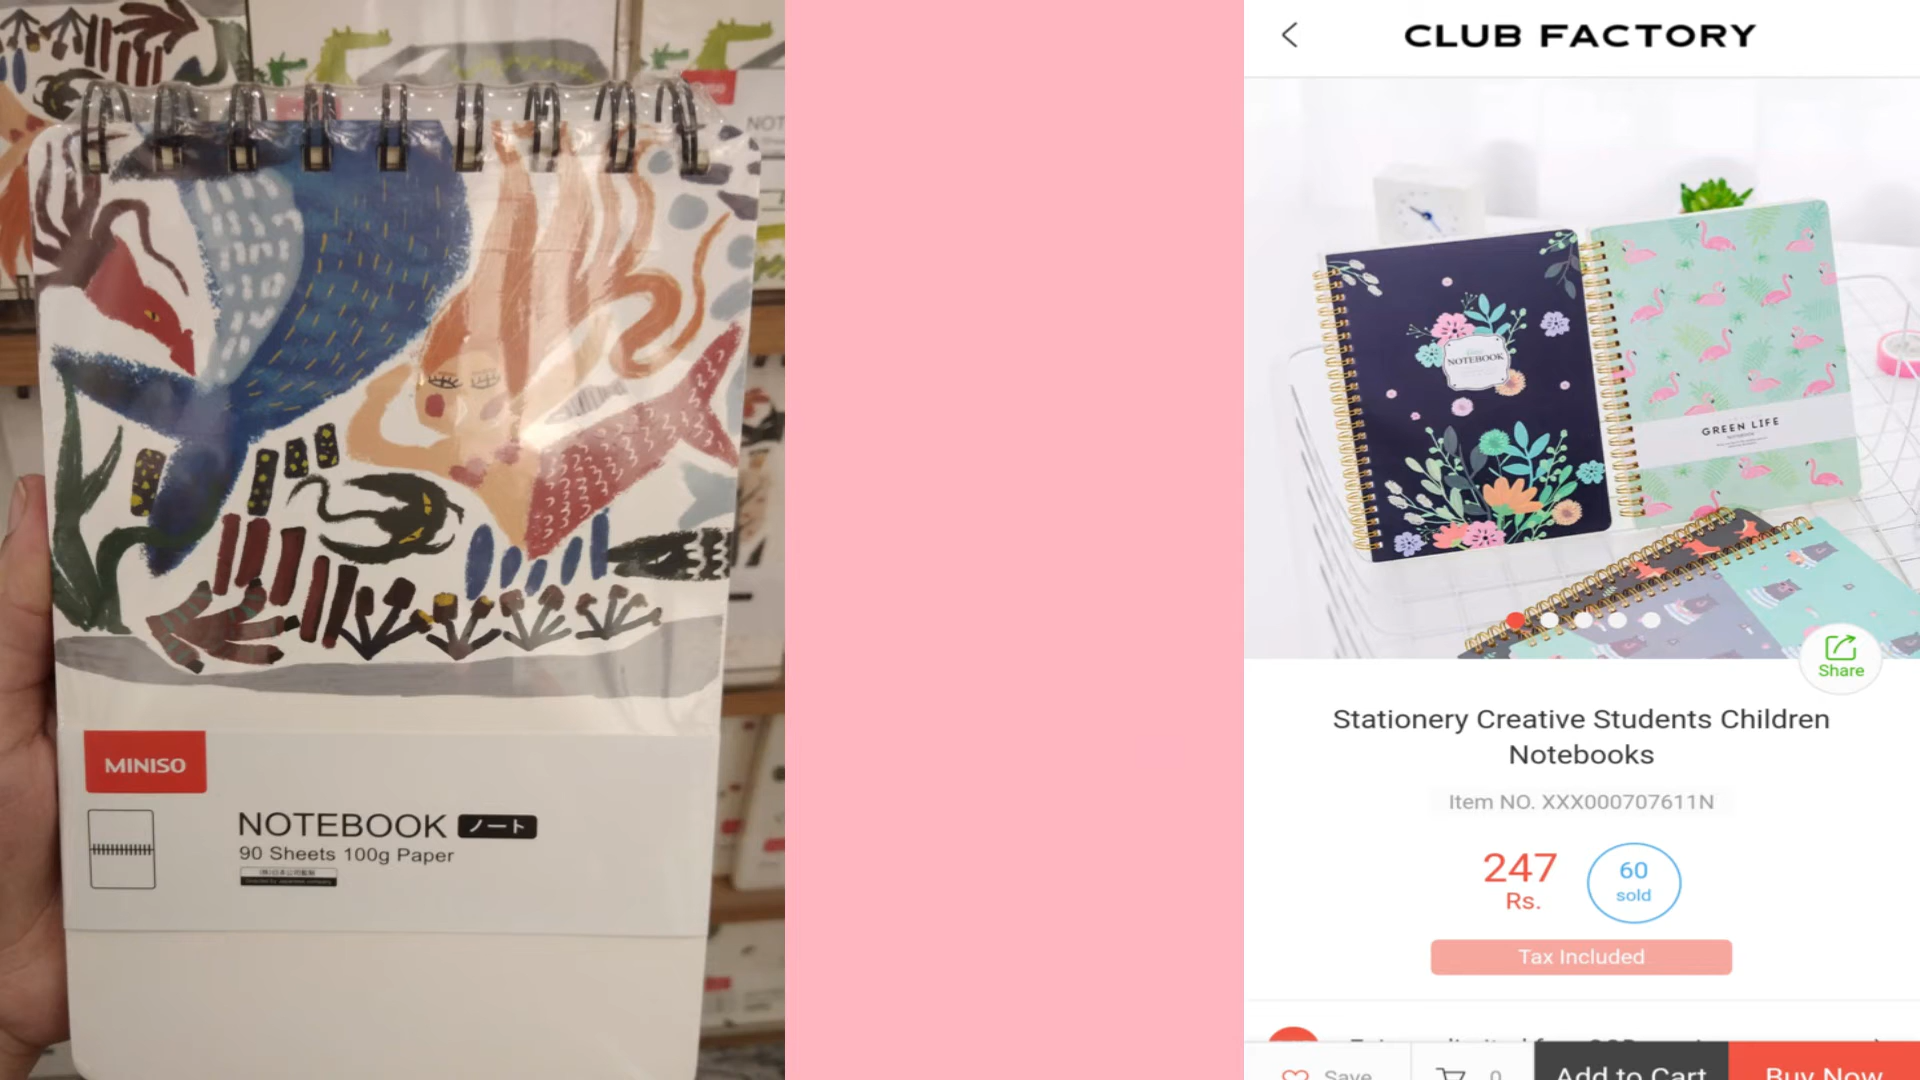 MINISO
NOTEBOOK ノート
90 Sheets 100g Paper
CLUB FACTORY
NOTEBOOK
GREEN LIFE
NOTEBOOK
Share
Stationery Creative Students Children
Notebooks
Item NO. XXX000707611N
247
Rs.
60
sold
Tax Included
Save
0
Add to Cart
Buy Now